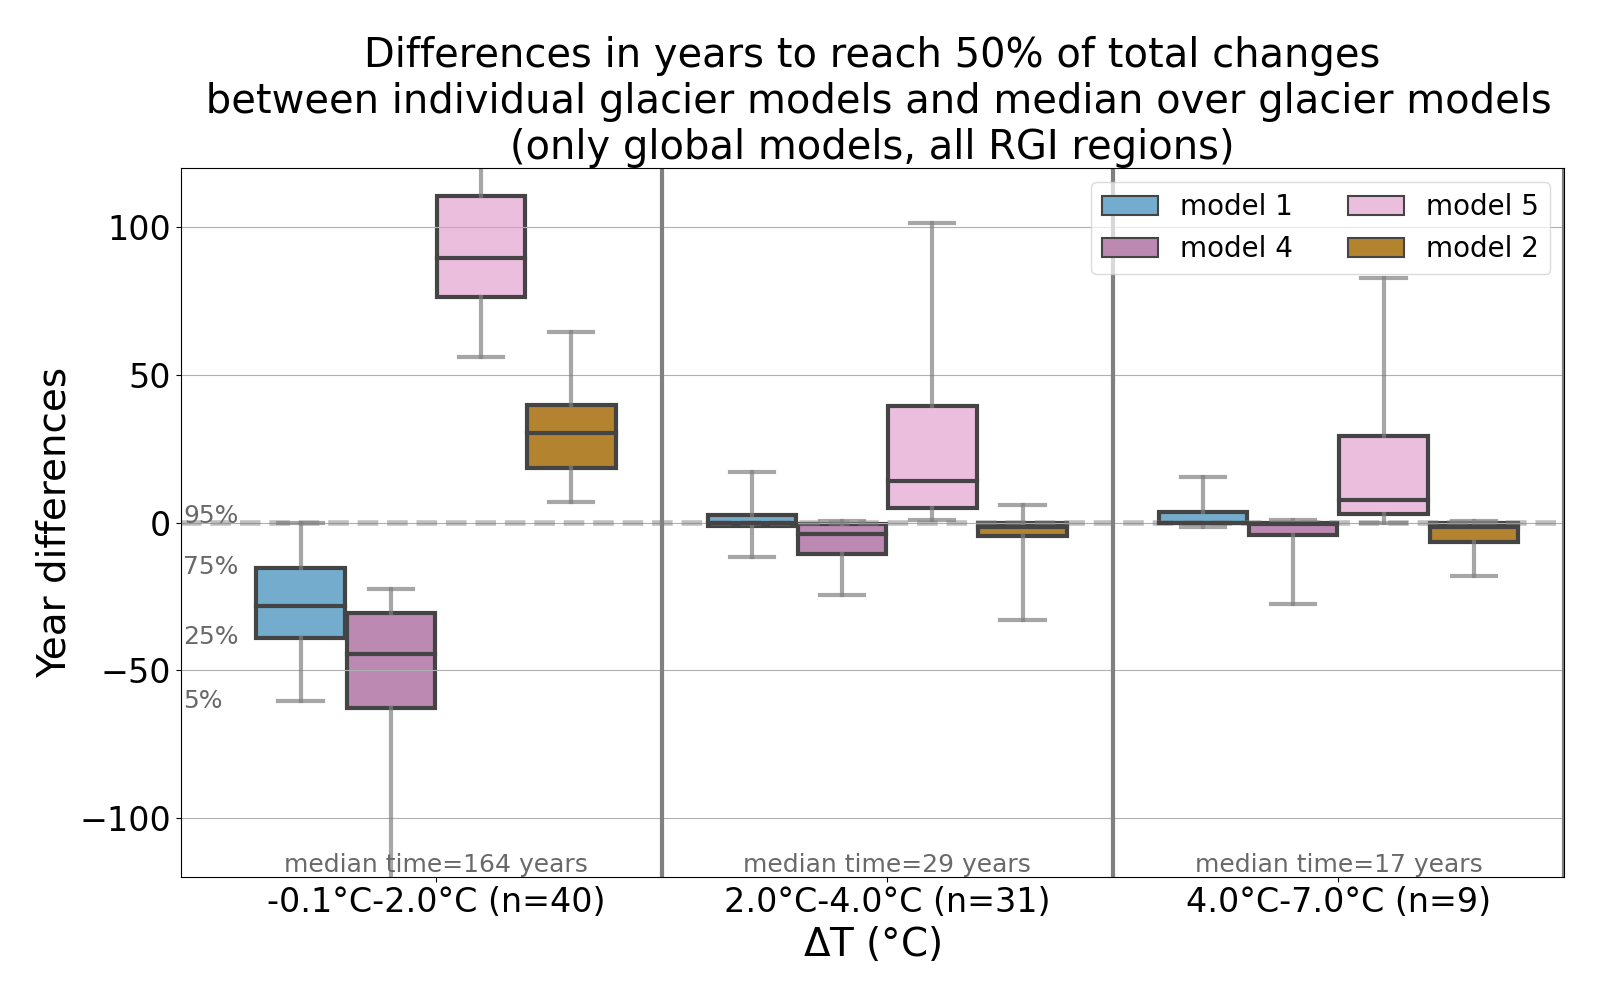 Differences in years to reach 50% of total changes
between individual glacier models and median over glacier models
(only global models, all RGI regions)
model 1
model 5
model 4
model 2
100
50
0
−50
−100
Year differences
95%
75%
25%
5%
median time=164 years
median time=29 years
median time=17 years
-0.1°C-2.0°C (n=40)
2.0°C-4.0°C (n=31)
4.0°C-7.0°C (n=9)
ΔT (°C)